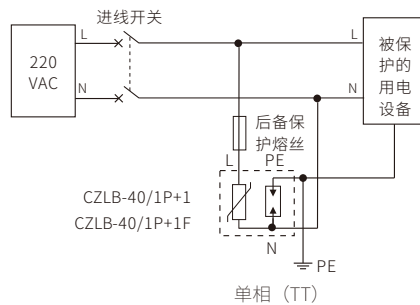 进线开关
220
VAC
L
N
L
N
被保
护的
用电
设备
后备保
护熔丝
L
PE
CZLB-40/1P+1
CZLB-40/1P+1F
N
PE
单相（TT）